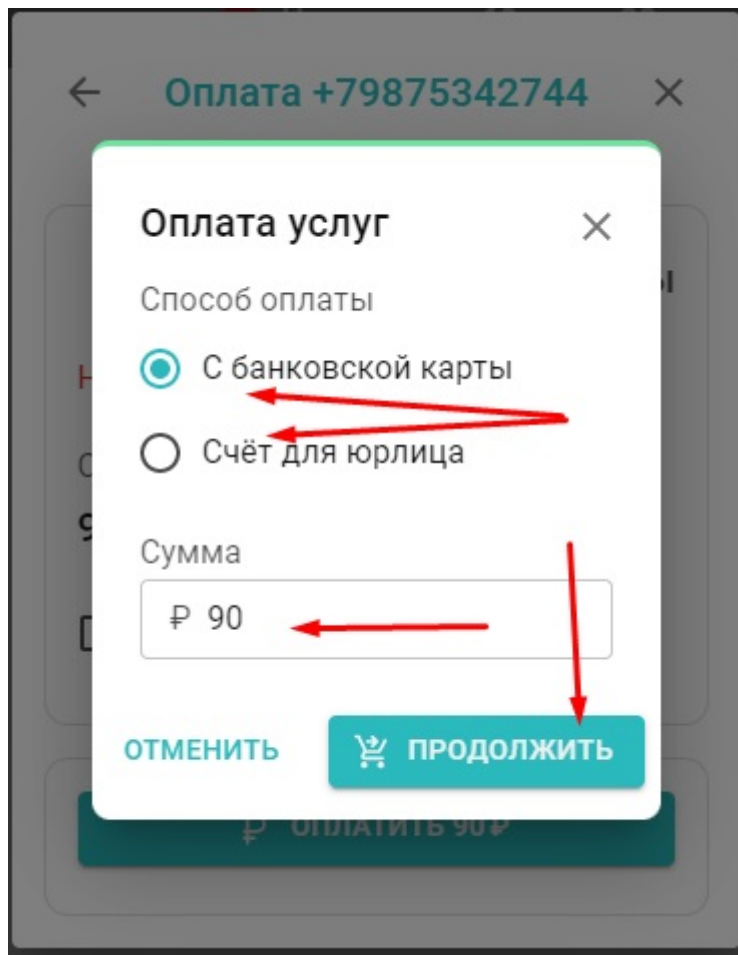 Оплата +79875342744
Оплата услуг
Способ оплаты
С банковской карты
Счёт для юрлица
Сумма
₽ 90
ОТМЕНИТЬ
ПРОДОЛЖИТЬ
₽ ОПЛАТИТЬ 90 ₽